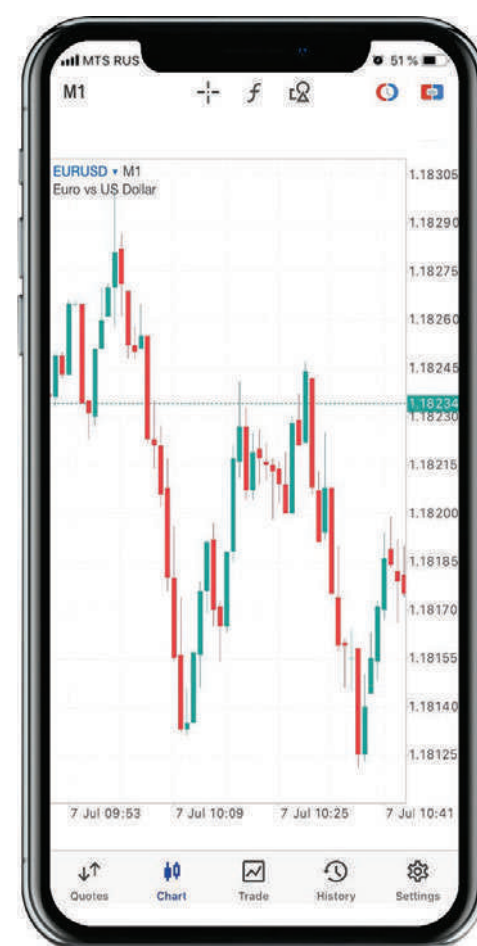 MTS RUS 51 %
M1
EURUSD M1
Euro vs US Dollar
1.18305
1.18290
1.18275
1.18260
1.18245
1.18234
1.18230
1.18215
1.18200
1.18185
1.18170
1.18155
1.18140
1.18125
7 Jul 09:53 7 Jul 10:09 7 Jul 10:25 7 Jul 10:41
Quotes Chart Trade History Settings